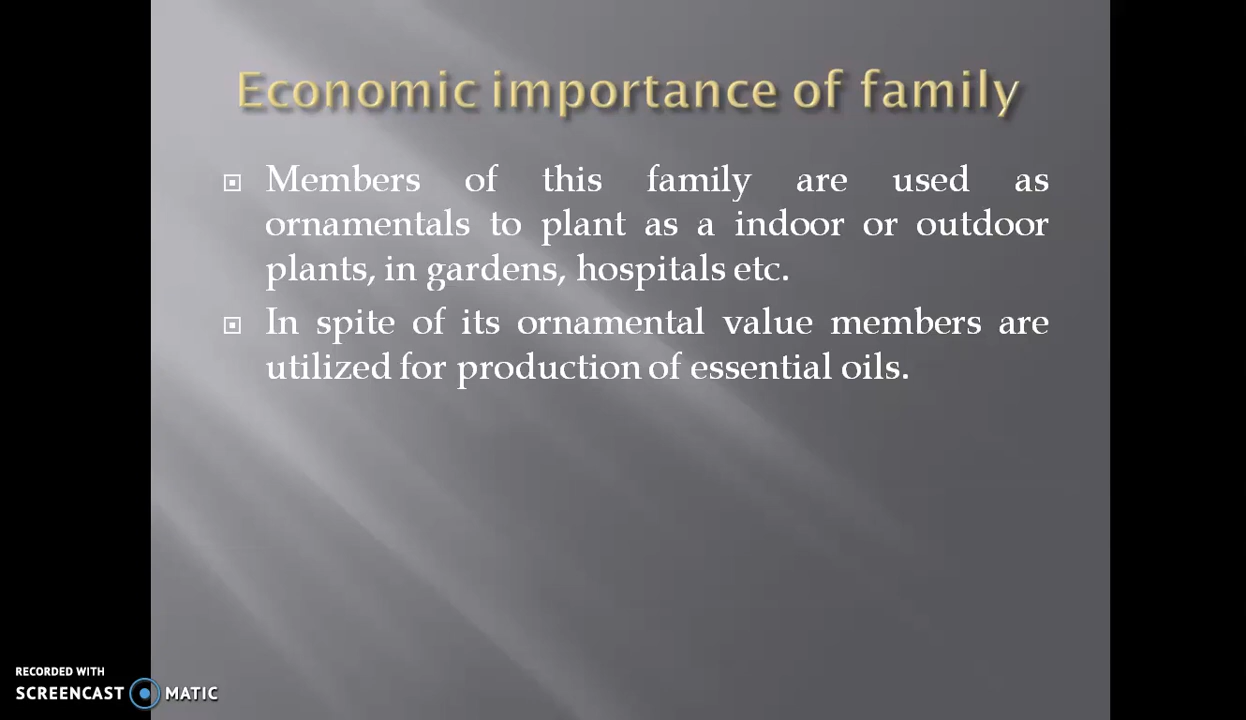 Economic importance of family
Members of this family are used as
ornamentals to plant as a indoor or outdoor
plants, in gardens, hospitals etc.
In spite of its ornamental value members are
utilized for production of essential oils.
RECORDED WITH
SCREENCAST MATIC